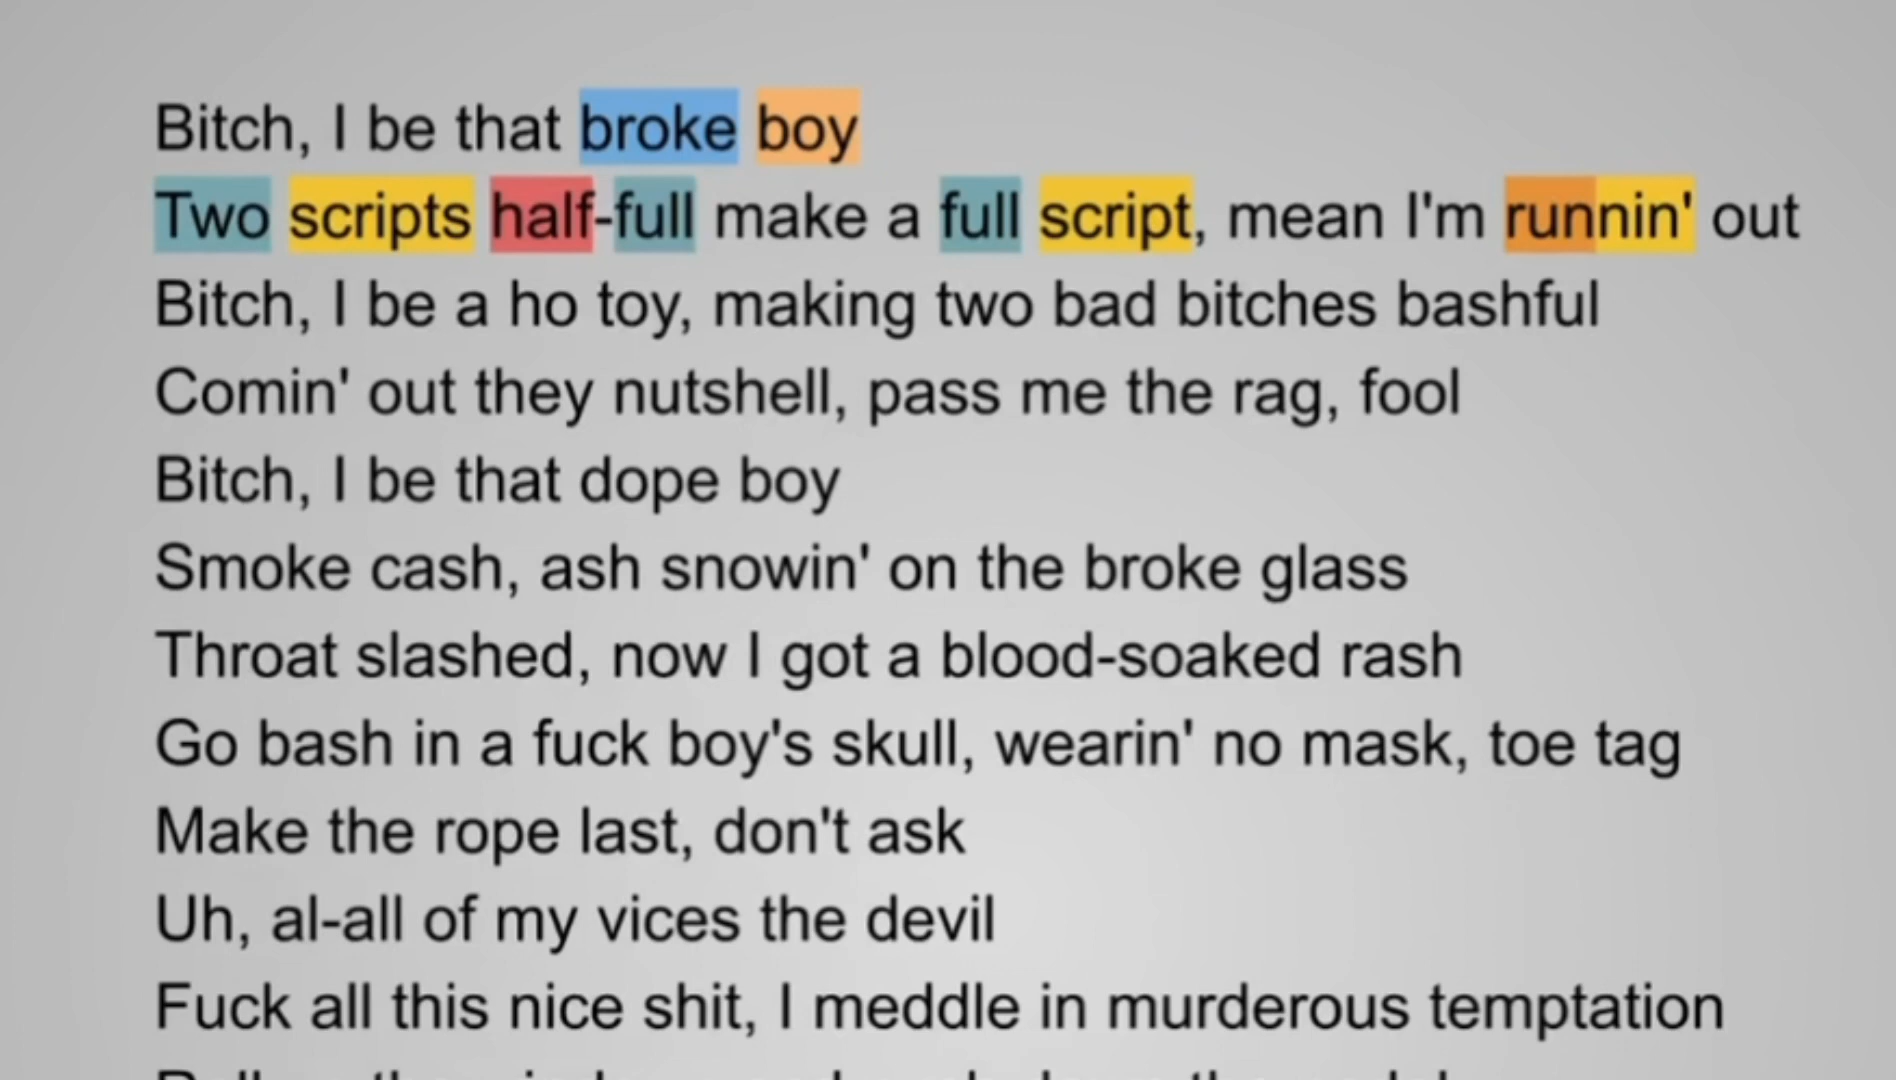 Bitch, I be that broke boy
Two scripts half-full make a full script, mean I'm runnin' out
Bitch, I be a ho toy, making two bad bitches bashful
Comin' out they nutshell, pass me the rag, fool
Bitch, I be that dope boy
Smoke cash, ash snowin' on the broke glass
Throat slashed, now I got a blood-soaked rash
Go bash in a fuck boy's skull, wearin' no mask, toe tag
Make the rope last, don't ask
Uh, al-all of my vices the devil
Fuck all this nice shit, I meddle in murderous temptation